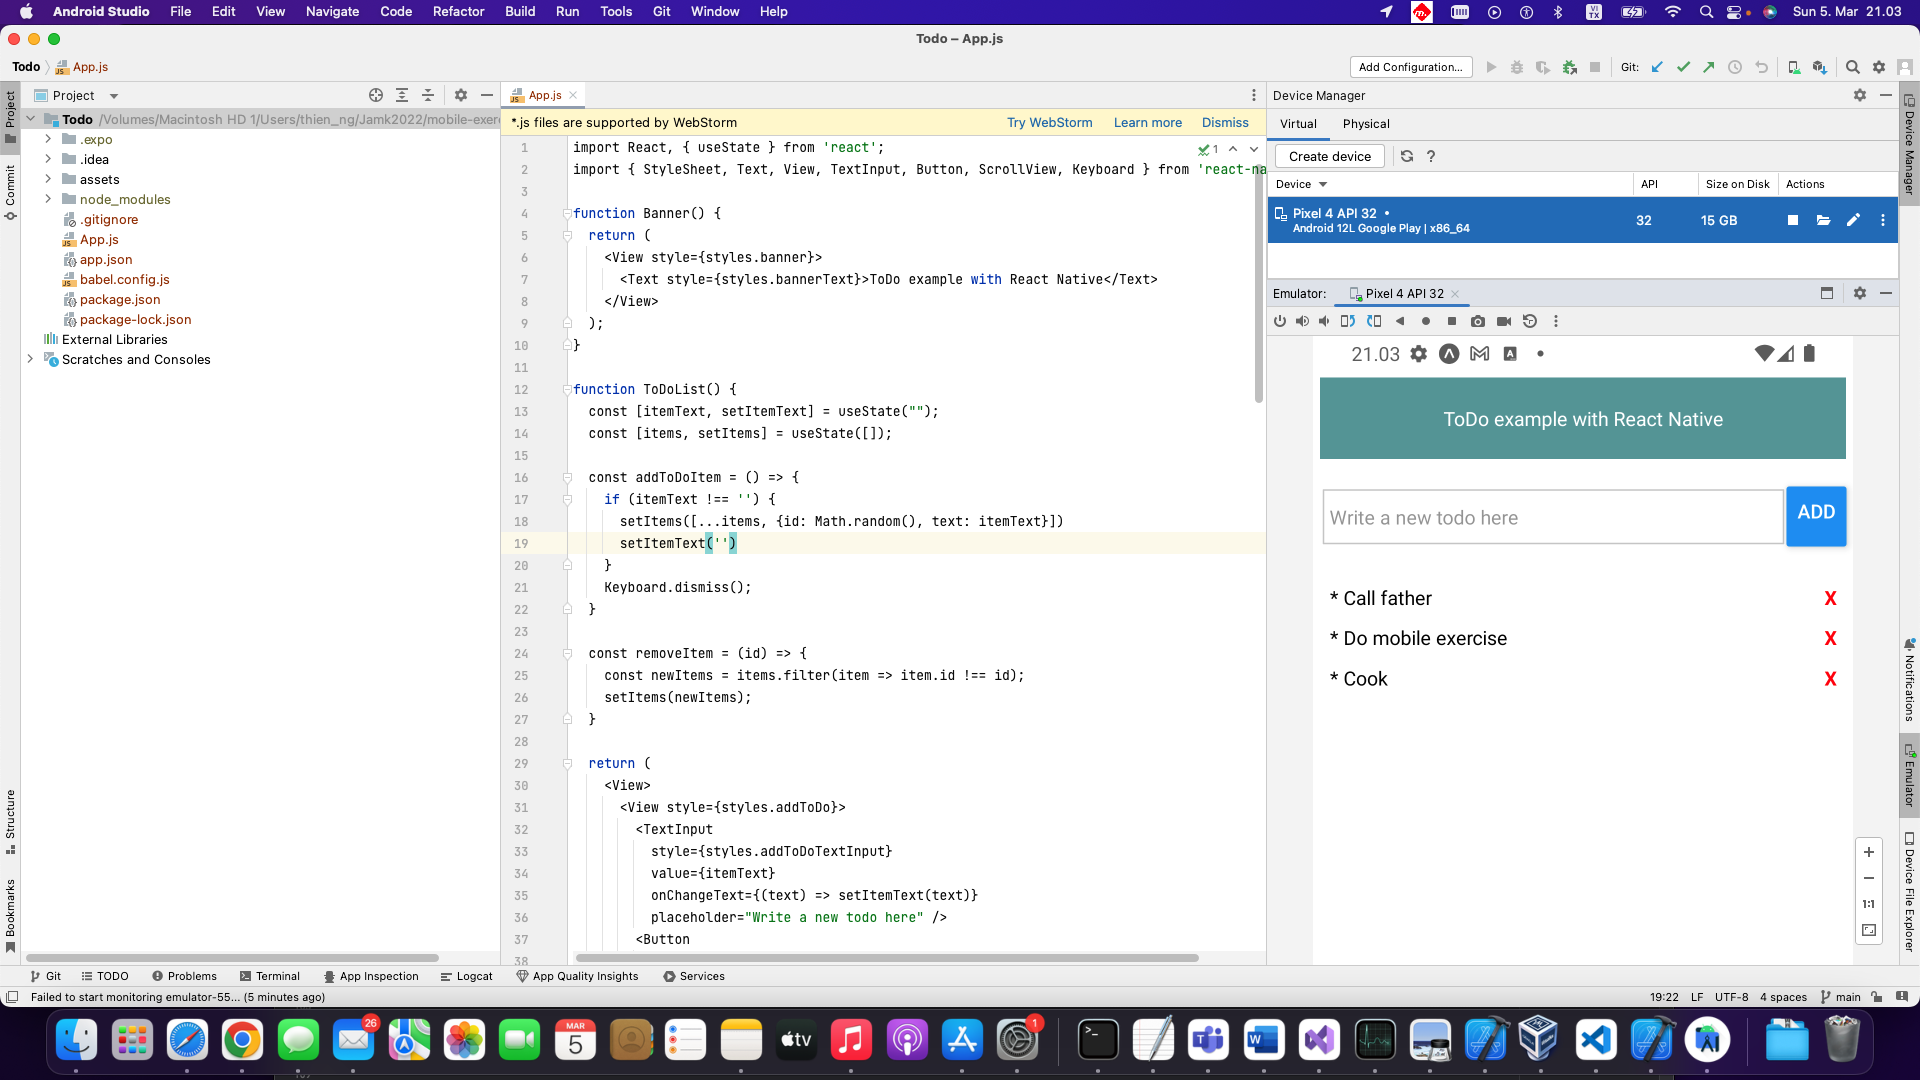 Android Studio File Edit View Navigate Code Refactor Build Run Tools Git Window Help
VI TX
Sun 5. Mar 21.03
Todo – App.js
Todo App.js
Add Configuration...
Git:
Project
Todo /Volumes/Macintosh HD 1/Users/thien_ng/Jamk2022/mobile-exer
.expo
.idea
assets
node_modules
.gitignore
App.js
app.json
babel.config.js
package.json
package-lock.json
External Libraries
Scratches and Consoles
Project
Commit
Structure
Bookmarks
App.js
*.js files are supported by WebStorm
Try WebStorm Learn more Dismiss
1
1 import React, { useState } from 'react';
2 import { StyleSheet, Text, View, TextInput, Button, ScrollView, Keyboard } from 'react-na
3
4 function Banner() {
5 return (
6 <View style={styles.banner}>
7 <Text style={styles.bannerText}>ToDo example with React Native</Text>
8 </View>
9 );
10 }
11
12 function ToDoList() {
13 const [itemText, setItemText] = useState("");
14 const [items, setItems] = useState([]);
15
16 const addToDoItem = () => {
17 if (itemText !== '') {
18 setItems([...items, {id: Math.random(), text: itemText}])
19 setItemText('')
20 }
21 Keyboard.dismiss();
22 }
23
24 const removeItem = (id) => {
25 const newItems = items.filter(item => item.id !== id);
26 setItems(newItems);
27 }
28
29 return (
30 <View>
31 <View style={styles.addToDo}>
32 <TextInput
33 style={styles.addToDoTextInput}
34 value={itemText}
35 onChangeText={(text) => setItemText(text)}
36 placeholder="Write a new todo here" />
37 <Button
38
Device Manager
Virtual Physical
Create device ?
Device API Size on Disk Actions
Pixel 4 API 32 32 15 GB
Android 12L Google Play | x86_64
Emulator: Pixel 4 API 32
21.03
ToDo example with React Native
Write a new todo here
ADD
* Call father X
* Do mobile exercise X
* Cook X
1:1
Device Manager
Notifications
Emulator
Device File Explorer
Git TODO Problems Terminal App Inspection Logcat App Quality Insights Services
Failed to start monitoring emulator-55... (5 minutes ago)
19:22 LF UTF-8 4 spaces main
26
MAR
5
tv
1